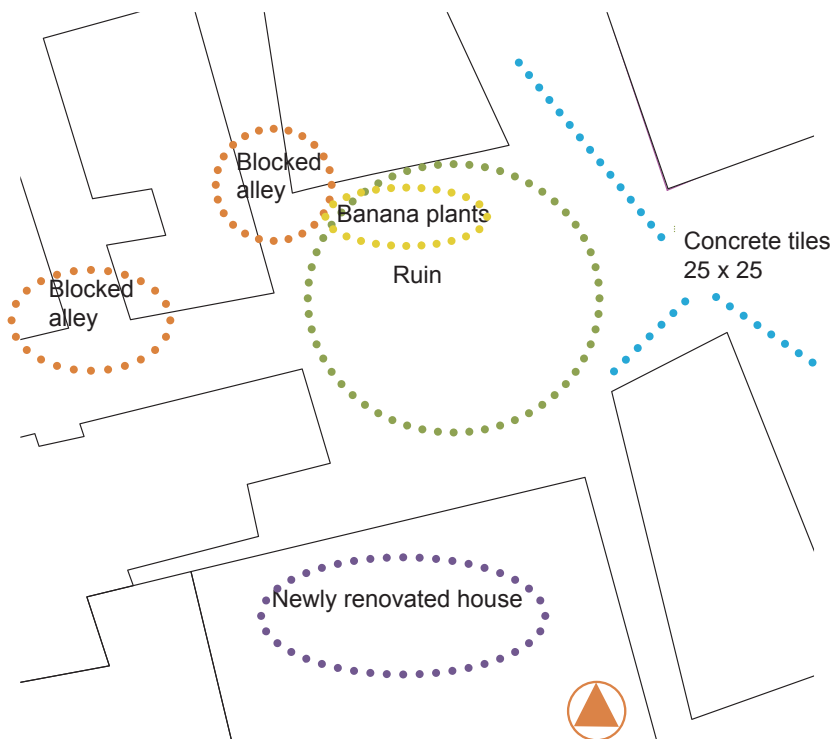 Blocked
alley
Banana plants
Concrete tiles
25 x 25
Ruin
Blocked
alley
Newly renovated house